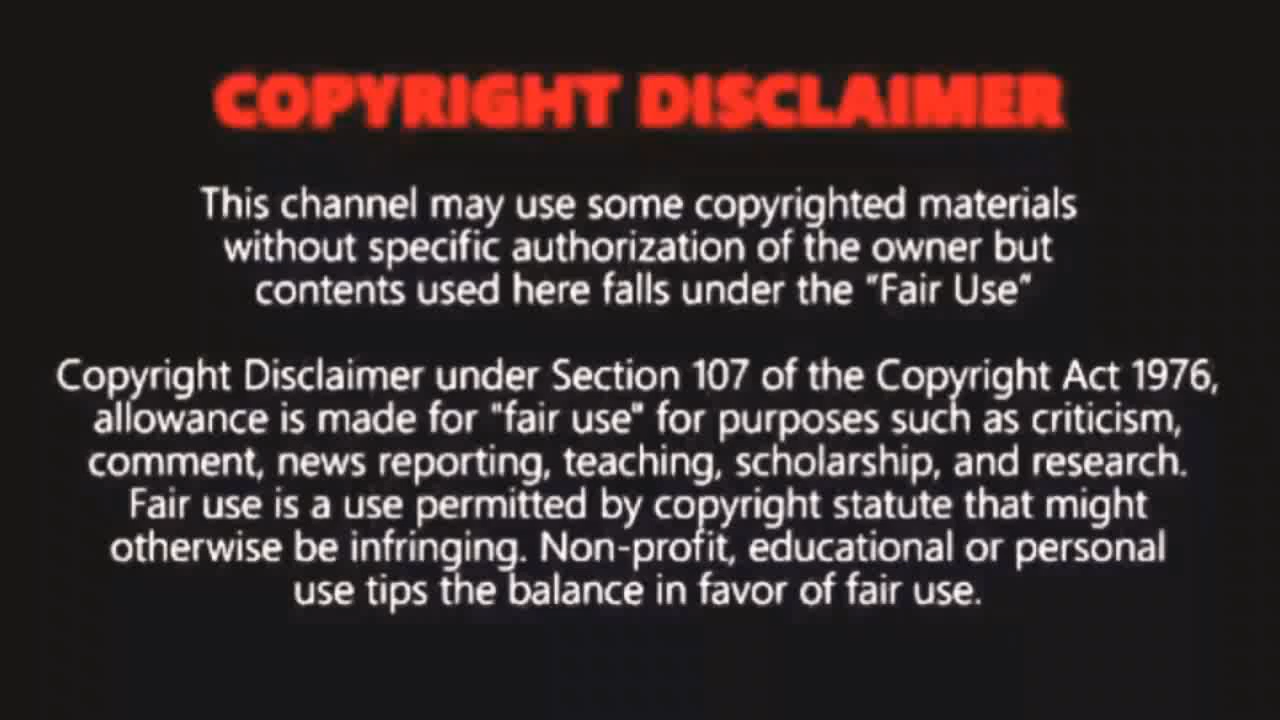 COPYRIGHT DISCLAIMER
This channel may use some copyrighted materials
without specific authorization of the owner but
contents used here falls under the "Fair Use"
Copyright Disclaimer under Section 107 of the Copyright Act 1976,
allowance is made for "fair use" for purposes such as criticism,
comment, news reporting, teaching, scholarship, and research.
Fair use is a use permitted by copyright statute that might
otherwise be infringing. Non-profit, educational or personal
use tips the balance in favor of fair use.